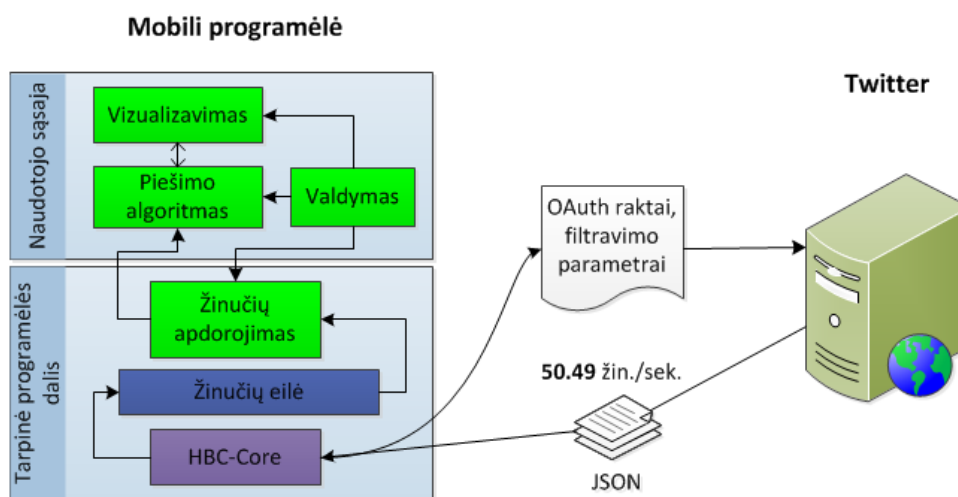 Mobili programėlė
Twitter
Naudotojo sąsaja
Vizualizavimas
Piešimo
algoritmas
Valdymas
OAuth raktai,
filtravimo
parametrai
Tarpinė programėlės
dalis
Žinučių
apdorojimas
50.49 žin./sek.
Žinučių eilė
HBC-Core
JSON